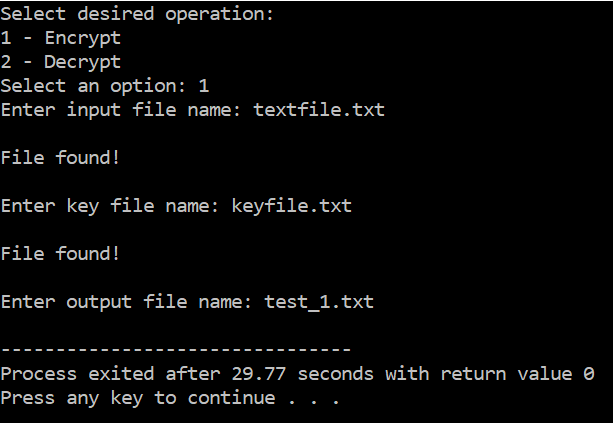 Select desired operation:
1 - Encrypt
2 - Decrypt
Select an option: 1
Enter input file name: textfile.txt
File found!
Enter key file name: keyfile.txt
File found!
Enter output file name: test_1.txt
--------------------------------
Process exited after 29.77 seconds with return value 0
Press any key to continue . . .